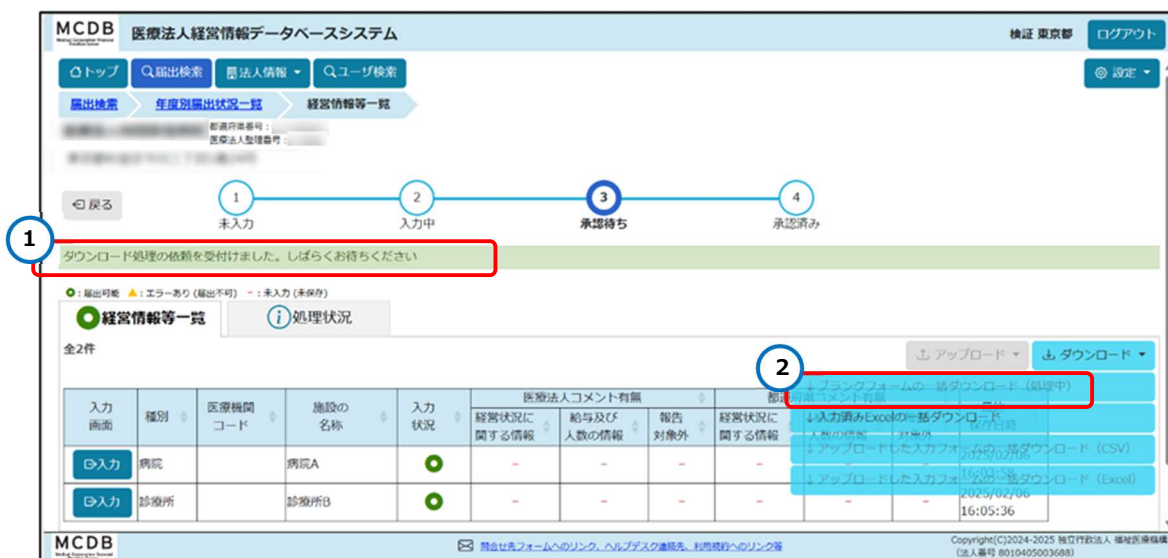 MCDB 医療法人経営情報データベースシステム 検証 東京都 ログアウト
トップ 届出検索 法人情報 ユーザ検索 設定
届出検索 年度別届出状況一覧 経営情報等一覧
都道府県番号:
医療法人整理番号:
戻る
1 2 3 4
未入力 入力中 承認待ち 承認済み
1
ダウンロード処理の依頼を受付けました。しばらくお待ちください
:届出可能 :エラーあり(届出不可) -:未入力(未保存)
経営情報等一覧 i 処理状況
全2件
アップロード ダウンロード
2
↓ブランクフォームの一括ダウンロード(処理中)
↓入力済みExcelの一括ダウンロード
↓アップロードした入力フォームの一括ダウンロード(CSV)
↓アップロードした入力フォームの一括ダウンロード(Excel)
入力画面 種別 医療機関コード 施設の名称 入力状況 医療法人コメント有無
経営状況に関する情報 給与及び人数の情報 報告対象外 経営状況に関する情報
入力 病院 病院A - - - - - - 2025/02/06
16:03:58
入力 診療所 診療所B - - - - - - 2025/02/06
16:05:36
MCDB
問合せ先フォームへのリンク、ヘルプデスク連絡先、利用規約へのリンク等
Copyright(C)2024-2025 独立行政法人 福祉医療機構
(法人番号 8010405003688)